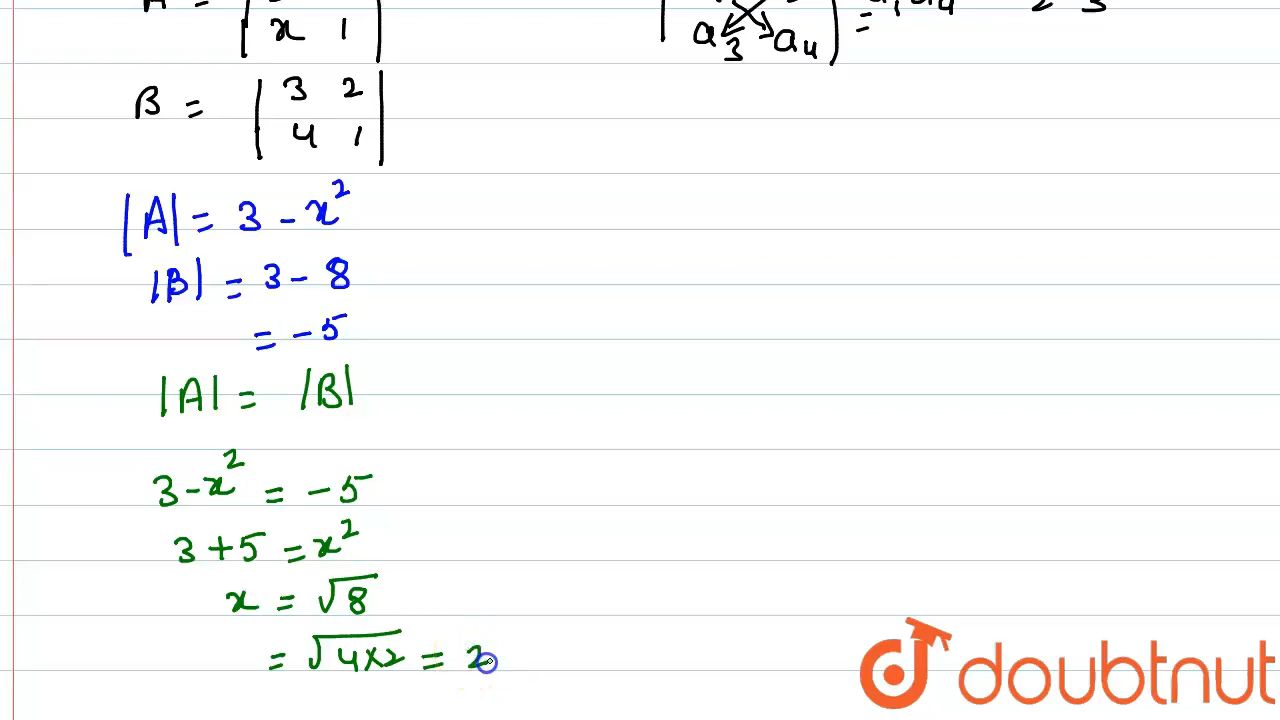 A =
x 1
a3 a4 =
B = | 3 2 |
| 4 1 |
|A| = 3 - x²
|B| = 3 - 8
= -5
|A| = |B|
3 - x² = -5
3 + 5 = x²
x = √8
= √4×2 = 2
doubtnut